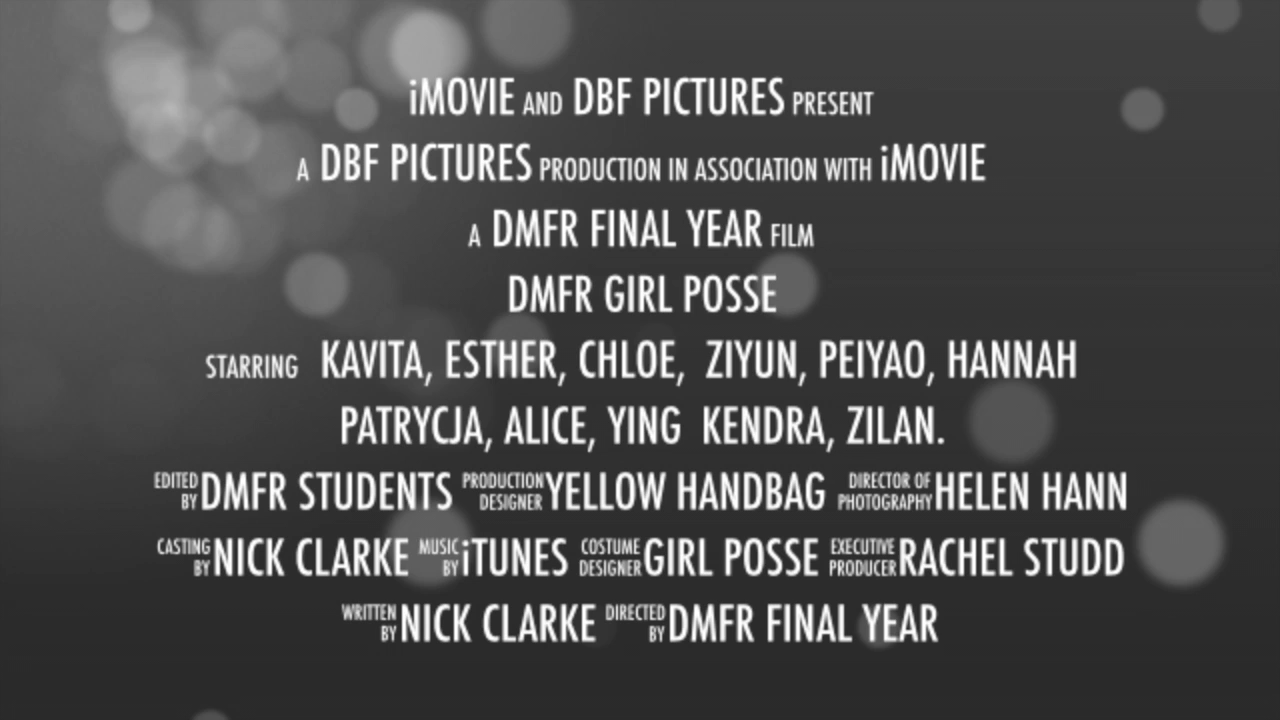 iMOVIE AND DBF PICTURES PRESENT
A DBF PICTURES PRODUCTION IN ASSOCIATION WITH iMOVIE
A DMFR FINAL YEAR FILM
DMFR GIRL POSSE
STARRING KAVITA, ESTHER, CHLOE, ZIYUN, PEIYAO, HANNAH
PATRYCJA, ALICE, YING KENDRA, ZILAN.
EDITED BY DMFR STUDENTS PRODUCTION DESIGNER YELLOW HANDBAG DIRECTOR OF PHOTOGRAPHY HELEN HANN
CASTING BY NICK CLARKE MUSIC BY iTUNES COSTUME DESIGNER GIRL POSSE EXECUTIVE PRODUCER RACHEL STUDD
WRITTEN BY NICK CLARKE DIRECTED BY DMFR FINAL YEAR